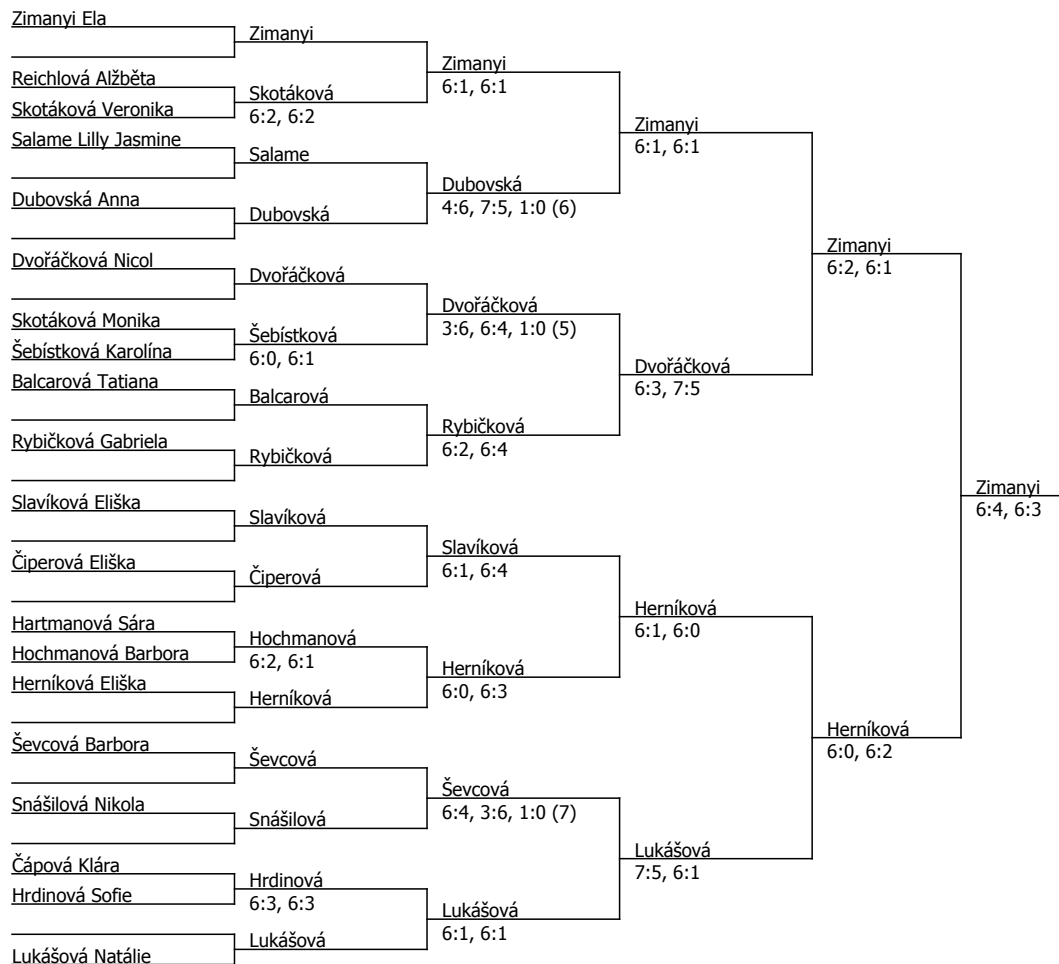 Zimanyi Ela
Reichlová Alžběta
Skotáková Veronika
Salame Lilly Jasmine
Dubovská Anna
Dvořáčková Nicol
Skotáková Monika
Šebístková Karolína
Balcarová Tatiana
Rybičková Gabriela
Slavíková Eliška
Čiperová Eliška
Hartmanová Sára
Hochmanová Barbora
Herníková Eliška
Ševcová Barbora
Snášilová Nikola
Čápová Klára
Hrdinová Sofie
Lukášová Natálie
Zimanyi
Skotáková
6:2, 6:2
Salame
Dubovská
Dvořáčková
Šebístková
6:0, 6:1
Balcarová
Rybičková
Slavíková
Čiperová
Hochmanová
6:2, 6:1
Herníková
Ševcová
Snášilová
Hrdinová
6:3, 6:3
Lukášová
Zimanyi
6:1, 6:1
Dubovská
4:6, 7:5, 1:0 (6)
Dvořáčková
3:6, 6:4, 1:0 (5)
Rybičková
6:2, 6:4
Slavíková
6:1, 6:4
Herníková
6:0, 6:3
Ševcová
6:4, 3:6, 1:0 (7)
Lukášová
6:1, 6:1
Zimanyi
6:1, 6:1
Dvořáčková
6:3, 7:5
Herníková
6:1, 6:0
Lukášová
7:5, 6:1
Zimanyi
6:2, 6:1
Herníková
6:0, 6:2
Zimanyi
6:4, 6:3